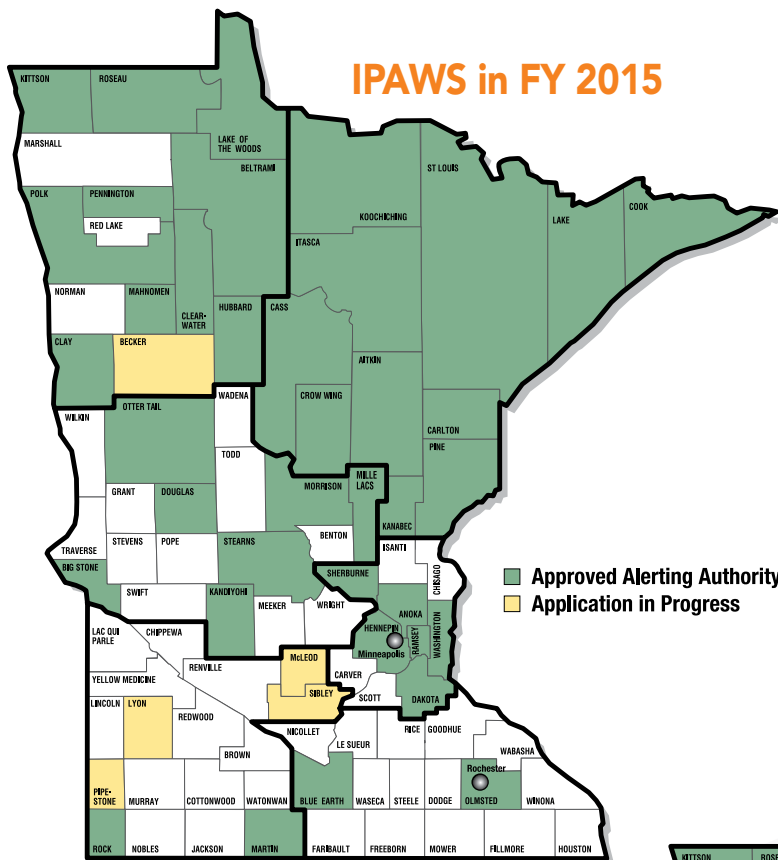 IPAWS in FY 2015
KITTSON
ROSEAU
LAKE OF
THE WOODS
MARSHALL
BELTRAMI
ST LOUIS
POLK
PENNINGTON
KOOCHICHING
LAKE
COOK
RED LAKE
ITASCA
NORMAN
MAHNOMEN
CLEAR-
WATER
HUBBARD
CASS
CLAY
BECKER
AITKIN
CROW WING
WADENA
OTTER TAIL
WILKIN
CARLTON
PINE
TODD
MILLE
LACS
MORRISON
GRANT
DOUGLAS
KANABEC
BENTON
TRAVERSE
STEVENS
POPE
STEARNS
ISANTI
BIG STONE
SHERBURNE
CHISAGO
SWIFT
KANDIYOHI
MEEKER
WRIGHT
ANOKA
HENNEPIN
RAMSEY
WASHINGTON
Minneapolis
Approved Alerting Authority
Application in Progress
LAC QUI
PARLE
CHIPPEWA
RENVILLE
McLEOD
CARVER
YELLOW MEDICINE
SIBLEY
SCOTT
DAKOTA
LINCOLN
LYON
REDWOOD
NICOLLET
RICE
GOODHUE
LE SUEUR
BROWN
WABASHA
Rochester
PIPE-
STONE
MURRAY
COTTONWOOD
WATONWAN
BLUE EARTH
WASECA
STEELE
DODGE
OLMSTED
WINONA
ROCK
NOBLES
JACKSON
MARTIN
FARIBAULT
FREEBORN
MOWER
FILLMORE
HOUSTON
KITTSON